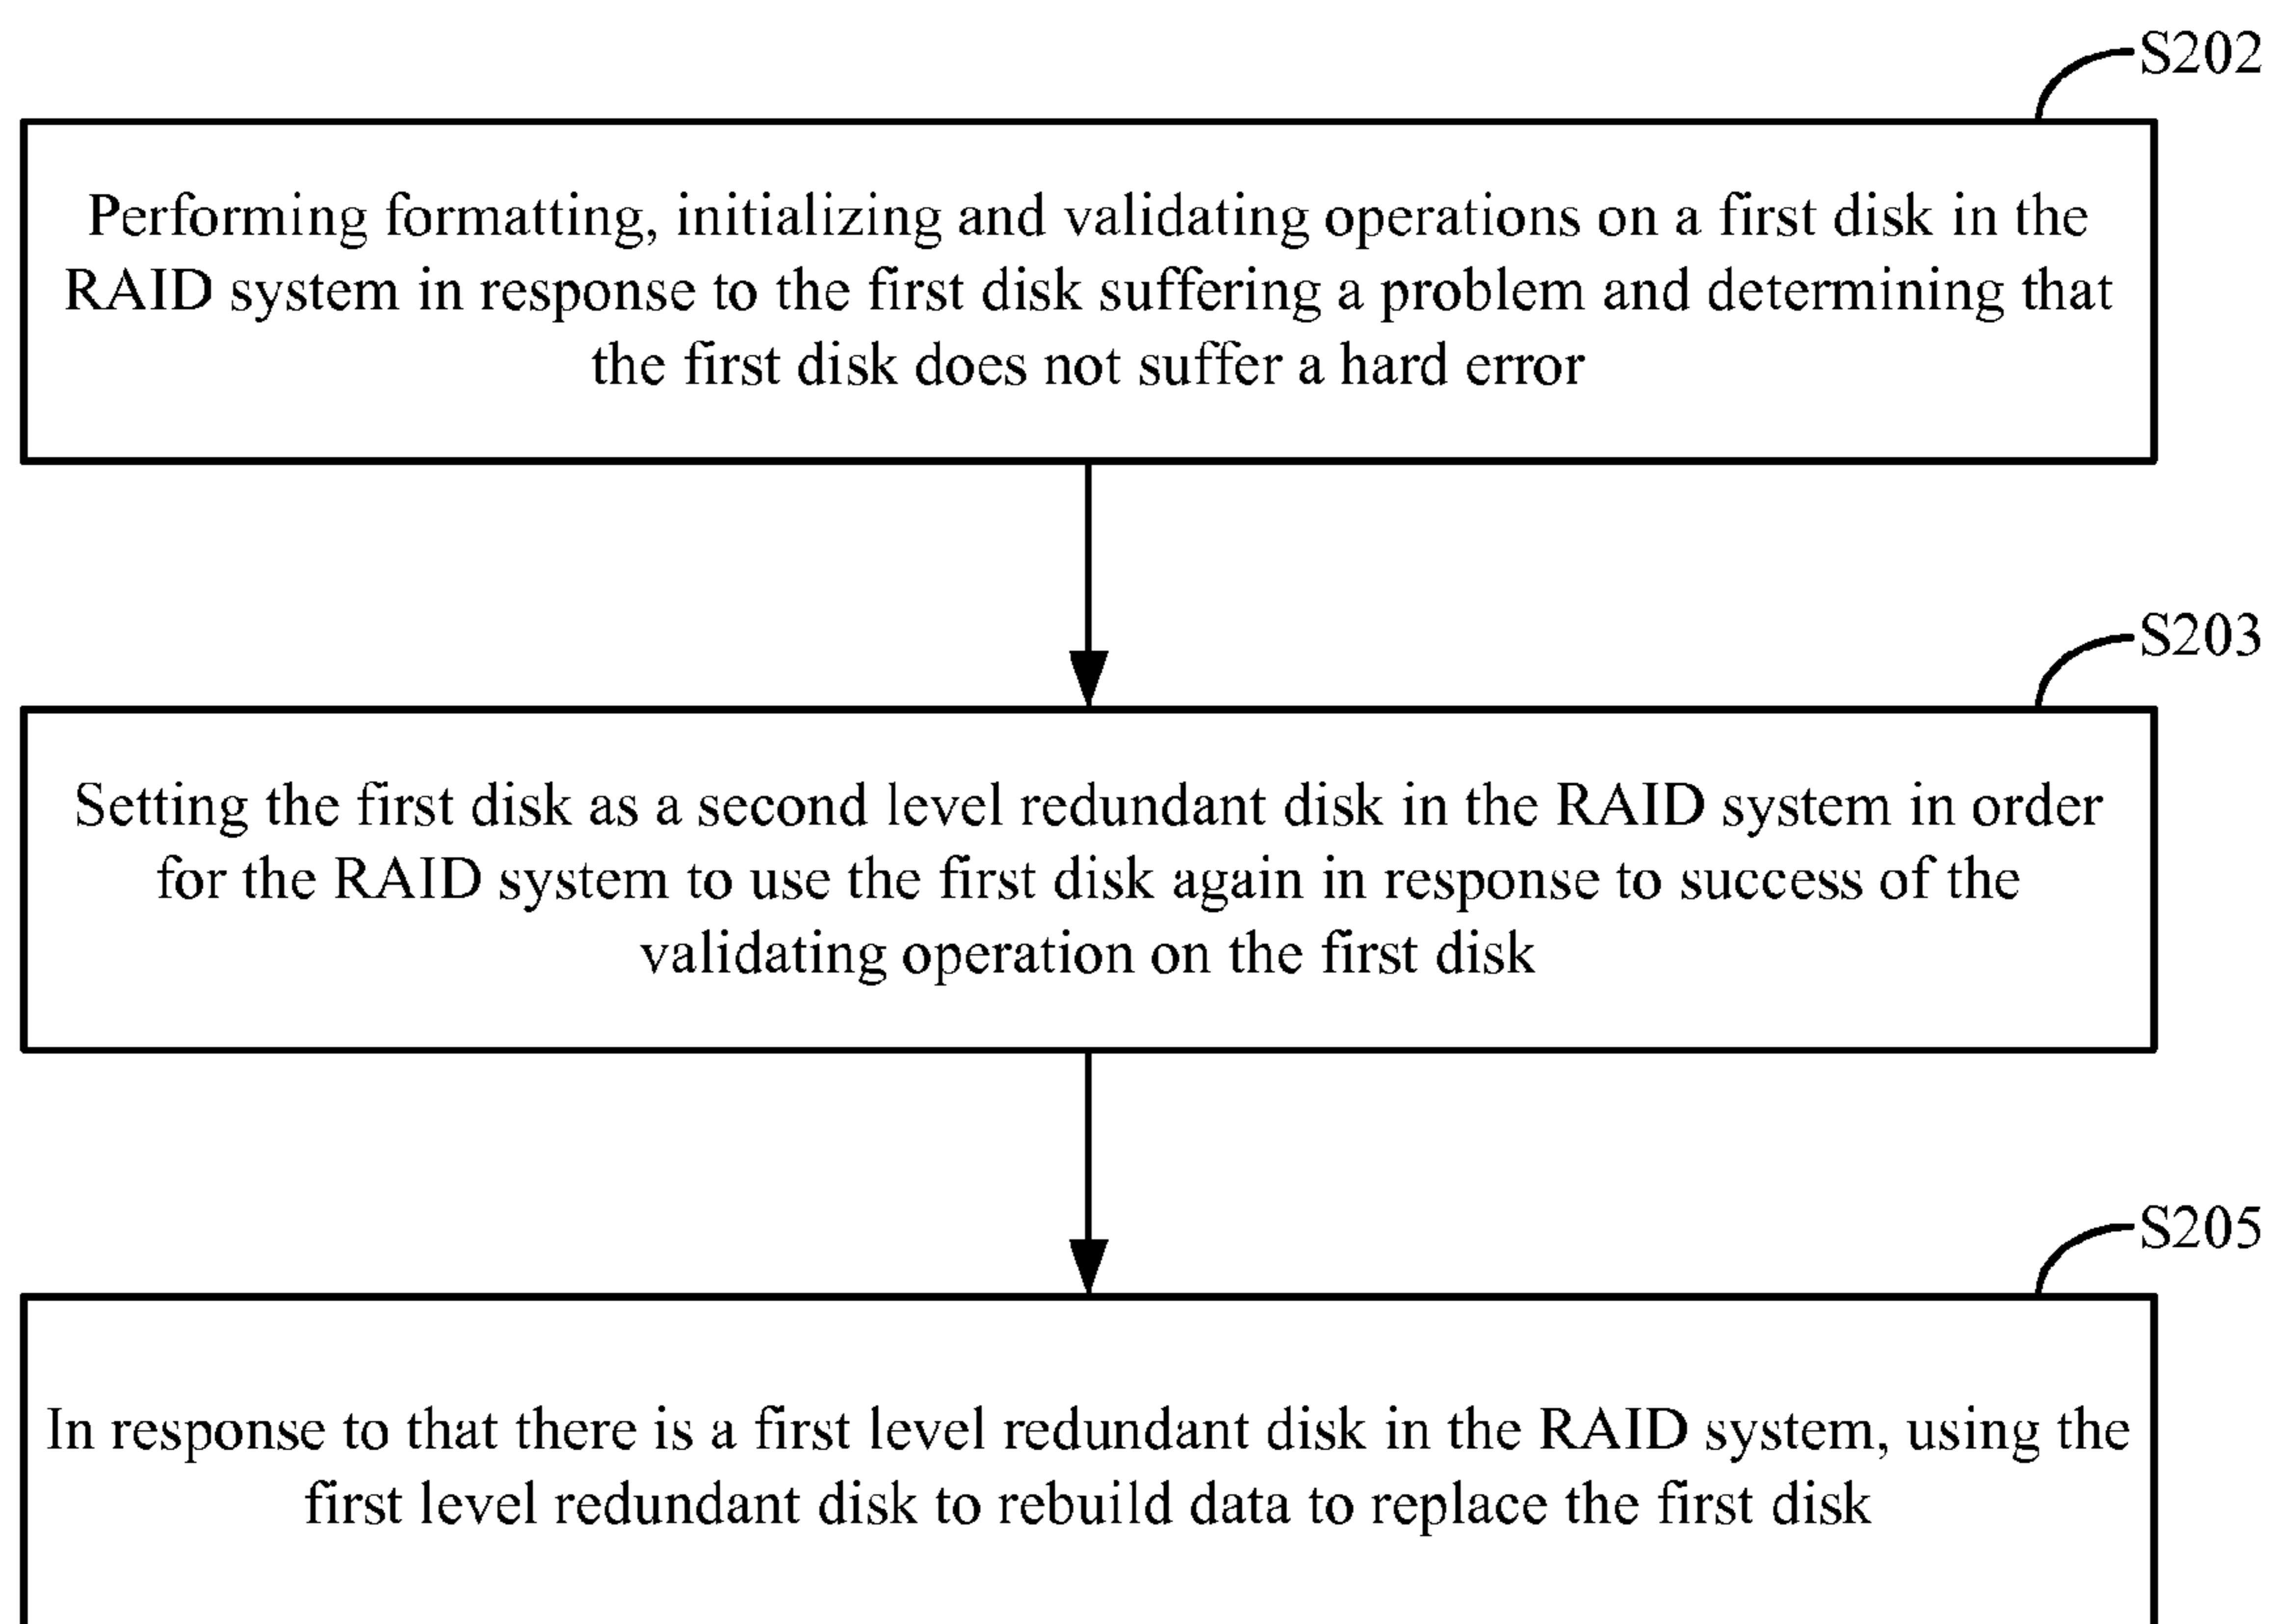 S202
Performing formatting, initializing and validating operations on a first disk in the
RAID system in response to the first disk suffering a problem and determining that
the first disk does not suffer a hard error
S203
Setting the first disk as a second level redundant disk in the RAID system in order
for the RAID system to use the first disk again in response to success of the
validating operation on the first disk
S205
In response to that there is a first level redundant disk in the RAID system, using the
first level redundant disk to rebuild data to replace the first disk